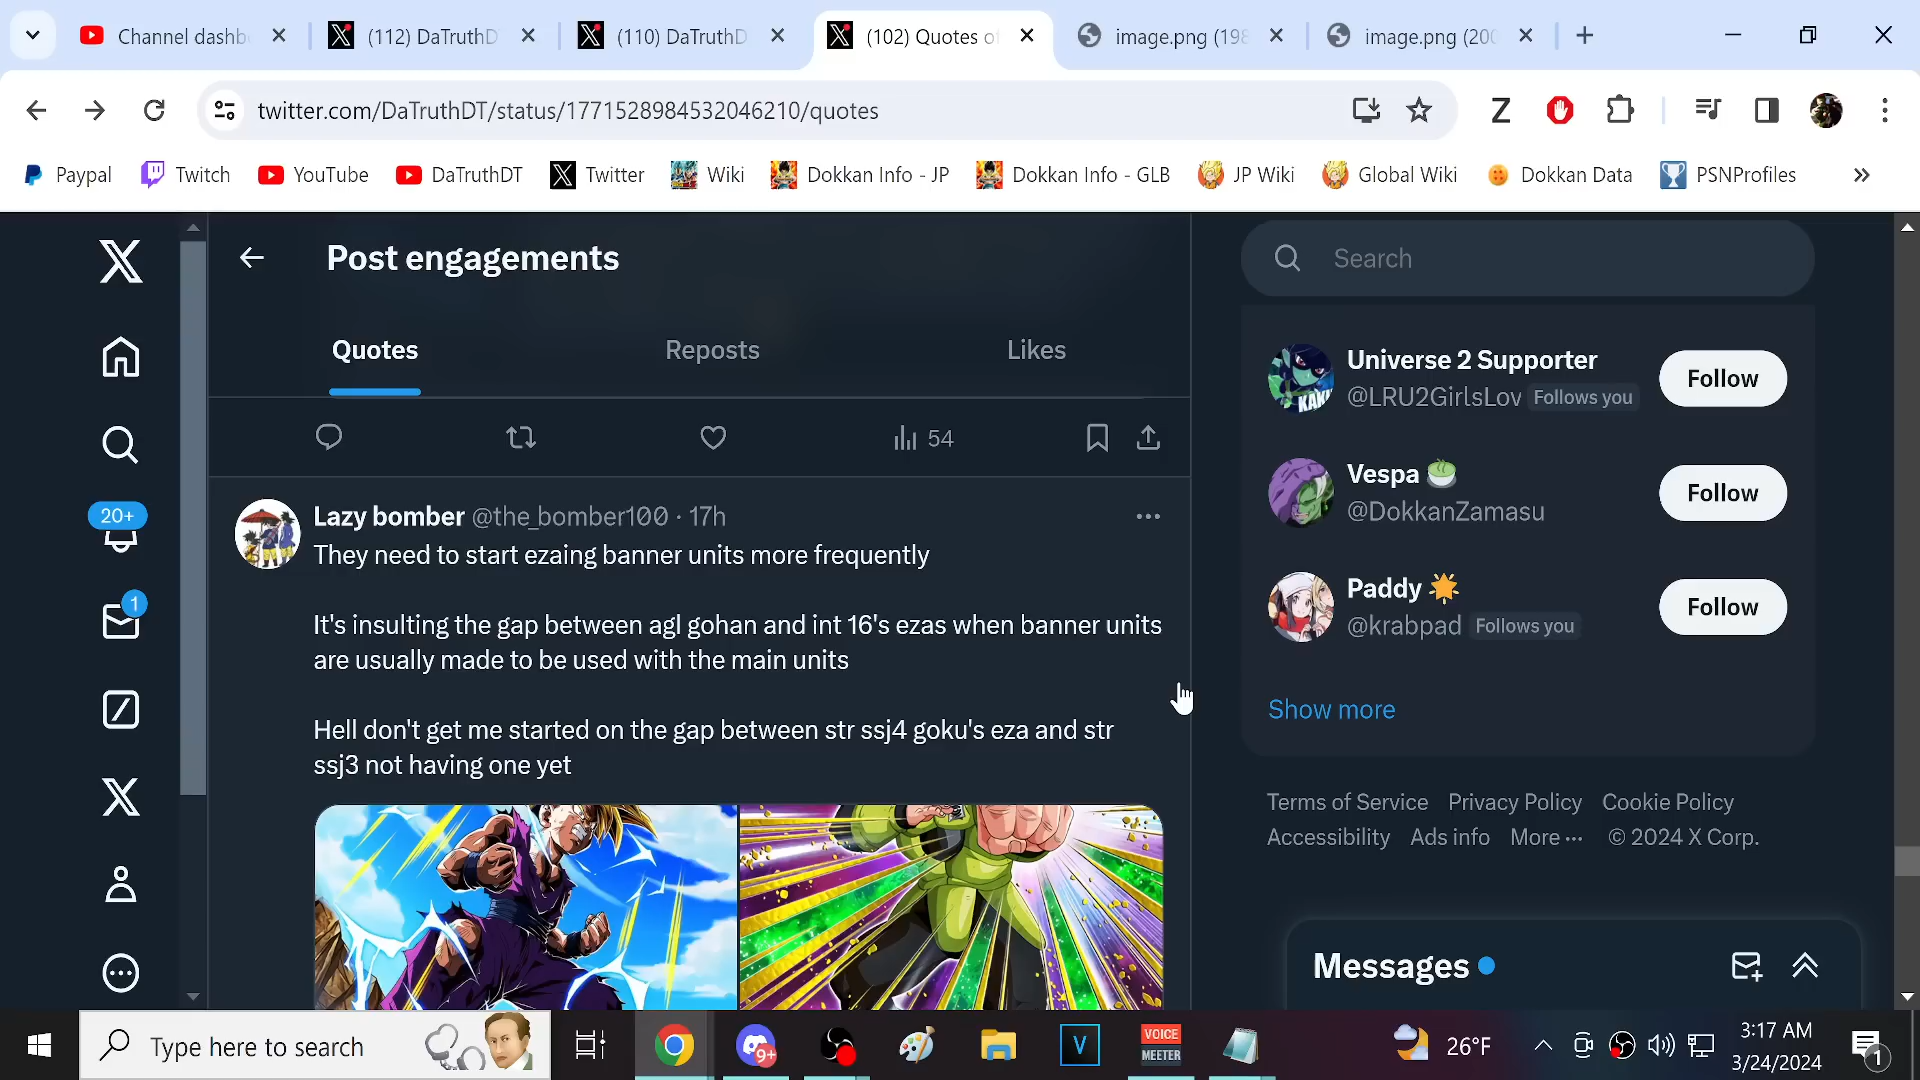 Channel dashb
(112) DaTruthD
(110) DaTruthD
(102) Quotes of
image.png (198
image.png (200
twitter.com/DaTruthDT/status/1771528984532046210/quotes
Paypal
Twitch
YouTube
DaTruthDT
Twitter
Wiki
Dokkan Info - JP
Dokkan Info - GLB
JP Wiki
Global Wiki
Dokkan Data
PSNProfiles
Post engagements
Search
Quotes
Reposts
Likes
54
20+
1
Lazy bomber @the_bomber100 · 17h
They need to start ezaing banner units more frequently
It's insulting the gap between agl gohan and int 16's ezas when banner units
are usually made to be used with the main units
Hell don't get me started on the gap between str ssj4 goku's eza and str
ssj3 not having one yet
Universe 2 Supporter
@LRU2GirlsLov Follows you
Follow
KAKU
Vespa
@DokkanZamasu
Follow
Paddy
@krabpad Follows you
Follow
Show more
Terms of Service Privacy Policy Cookie Policy
Accessibility Ads info More ··· © 2024 X Corp.
Messages
Type here to search
9+
V
VOICE
MEETER
26°F
3:17 AM
3/24/2024
1